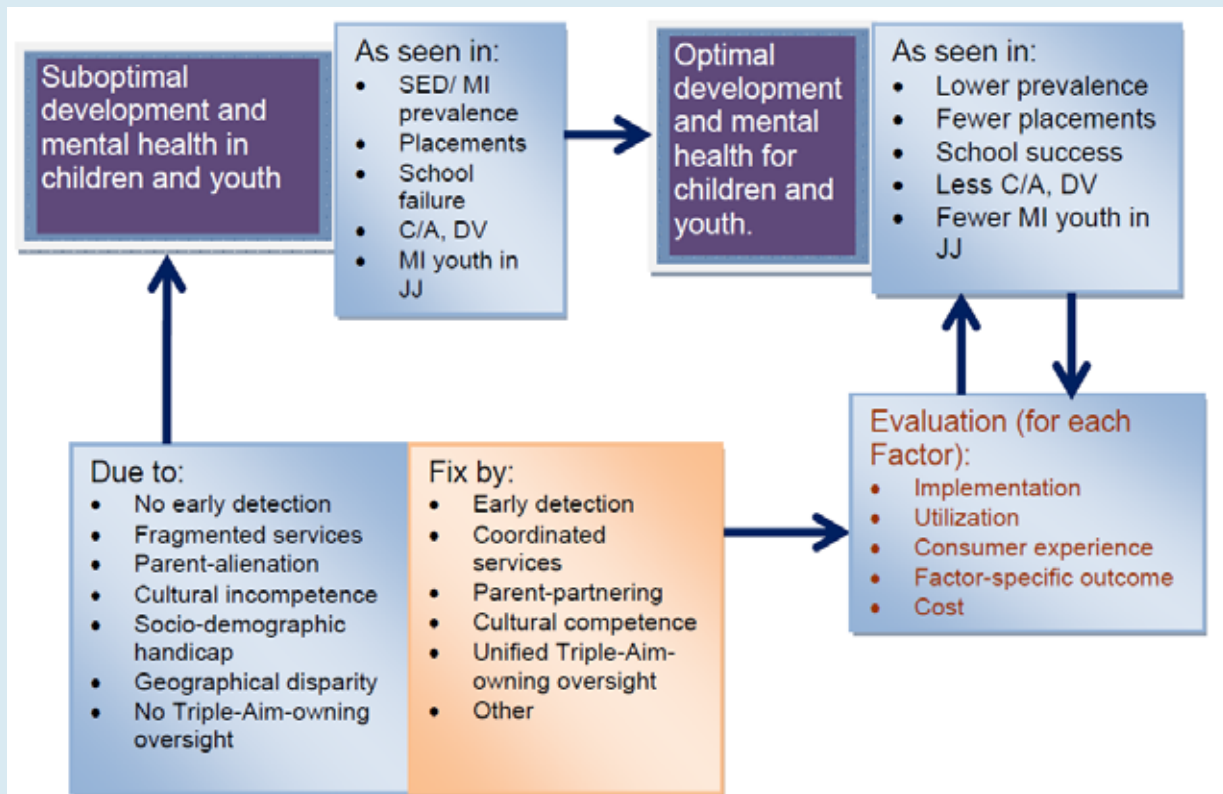 Suboptimal
development and
mental health in
children and youth
As seen in:
• SED/ MI
prevalence
• Placements
• School
failure
• C/A, DV
• MI youth in
JJ
Optimal
development
and mental
health for
children and
youth.
As seen in:
• Lower prevalence
• Fewer placements
• School success
• Less C/A, DV
• Fewer MI youth in
JJ
Due to:
• No early detection
• Fragmented services
• Parent-alienation
• Cultural incompetence
• Socio-demographic
handicap
• Geographical disparity
• No Triple-Aim-owning
oversight
Fix by:
• Early detection
• Coordinated
services
• Parent-partnering
• Cultural competence
• Unified Triple-Aim-
owning oversight
• Other
Evaluation (for each
Factor):
• Implementation
• Utilization
• Consumer experience
• Factor-specific outcome
• Cost